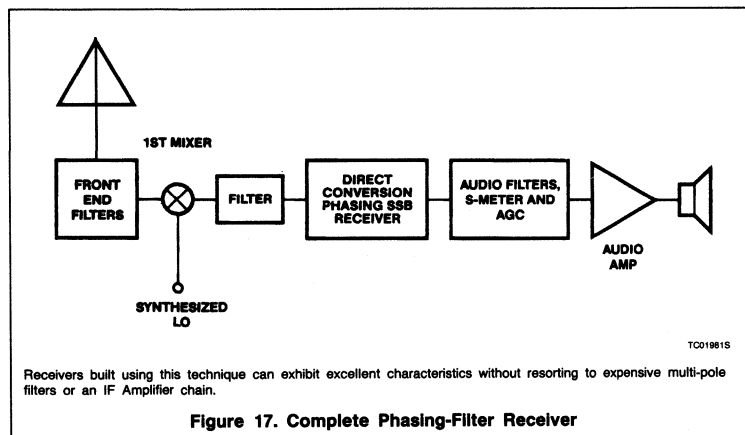 1ST MIXER
FRONT
END
FILTERS
FILTER
DIRECT
CONVERSION
PHASING SSB
RECEIVER
AUDIO FILTERS,
S-METER AND
AGC
AUDIO
AMP
SYNTHESIZED
LO
TC01981S
Receivers built using this technique can exhibit excellent characteristics without resorting to expensive multi-pole
filters or an IF Amplifier chain.
Figure 17. Complete Phasing-Filter Receiver